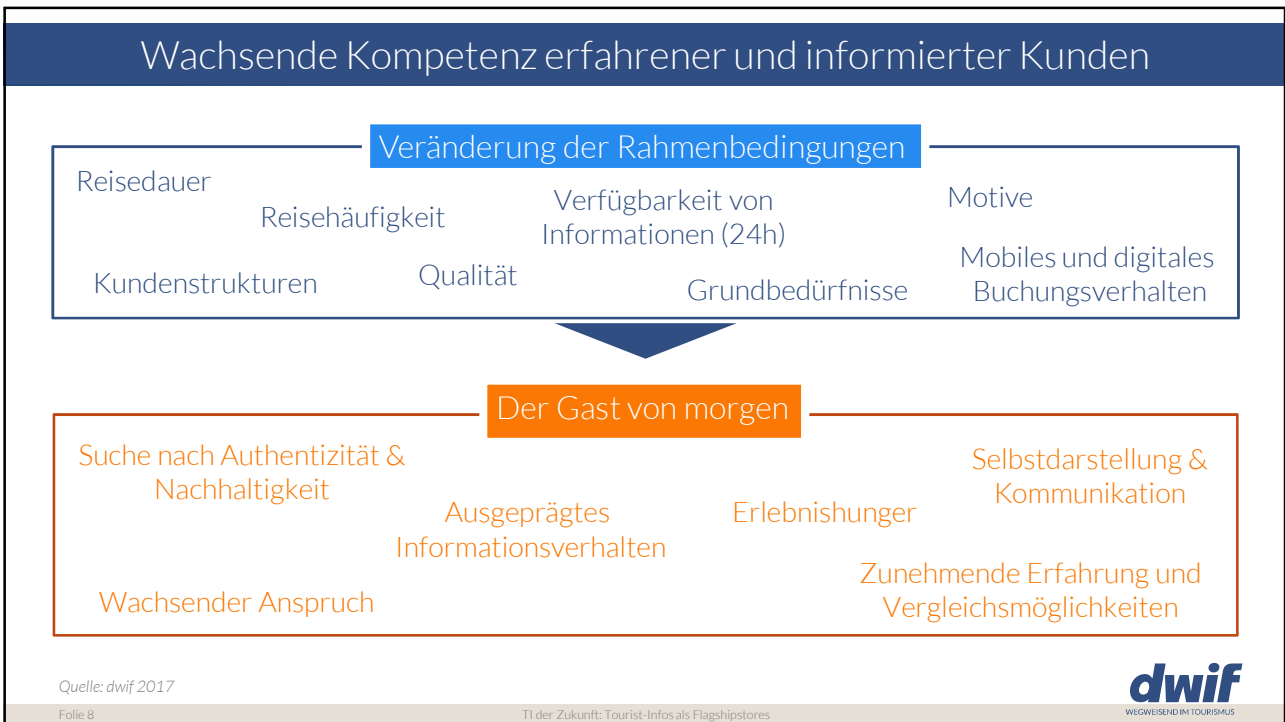 Wachsende Kompetenz erfahrener und informierter Kunden
Veränderung der Rahmenbedingungen
Reisedauer
Reisehäufigkeit
Verfügbarkeit von
Informationen (24h)
Motive
Kundenstrukturen
Qualität
Grundbedürfnisse
Mobiles und digitales
Buchungsverhalten
Der Gast von morgen
Suche nach Authentizität &
Nachhaltigkeit
Ausgeprägtes
Informationsverhalten
Erlebnishunger
Selbstdarstellung &
Kommunikation
Wachsender Anspruch
Zunehmende Erfahrung und
Vergleichsmöglichkeiten
Quelle: dwif 2017
dwif
WEGWEISEND IM TOURISMUS
Folie 8
TI der Zukunft: Tourist-Infos als Flagshipstores